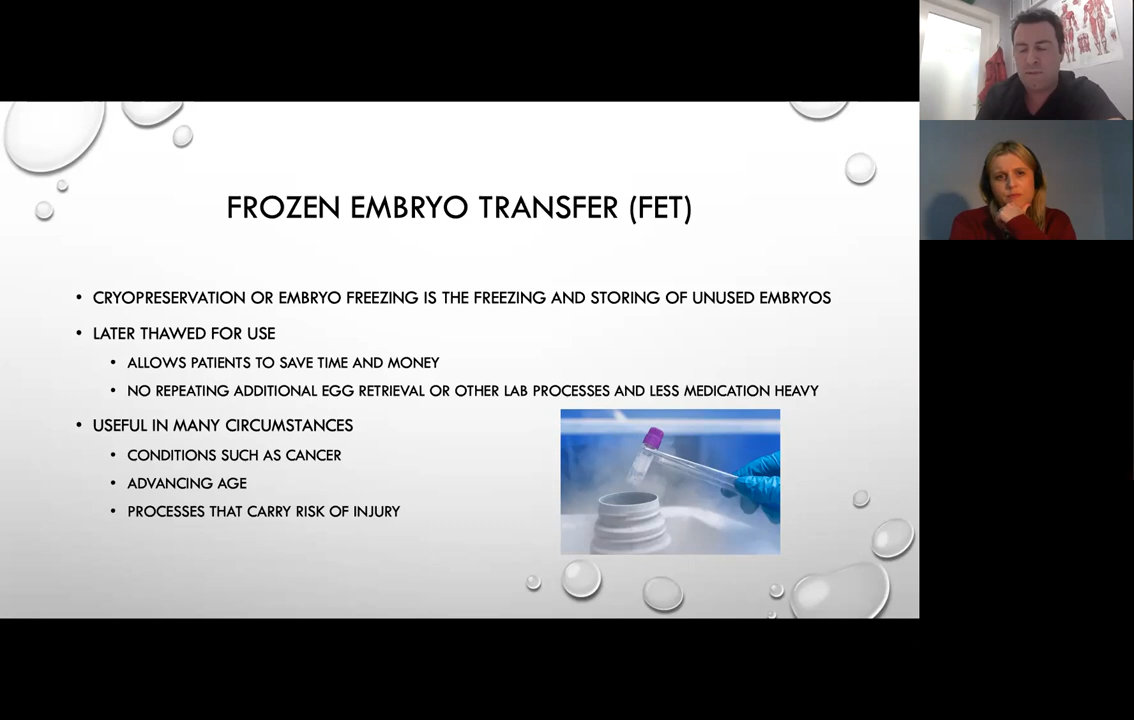 FROZEN EMBRYO TRANSFER (FET)
• CRYOPRESERVATION OR EMBRYO FREEZING IS THE FREEZING AND STORING OF UNUSED EMBRYOS
• LATER THAWED FOR USE
• ALLOWS PATIENTS TO SAVE TIME AND MONEY
• NO REPEATING ADDITIONAL EGG RETRIEVAL OR OTHER LAB PROCESSES AND LESS MEDICATION HEAVY
• USEFUL IN MANY CIRCUMSTANCES
• CONDITIONS SUCH AS CANCER
• ADVANCING AGE
• PROCESSES THAT CARRY RISK OF INJURY